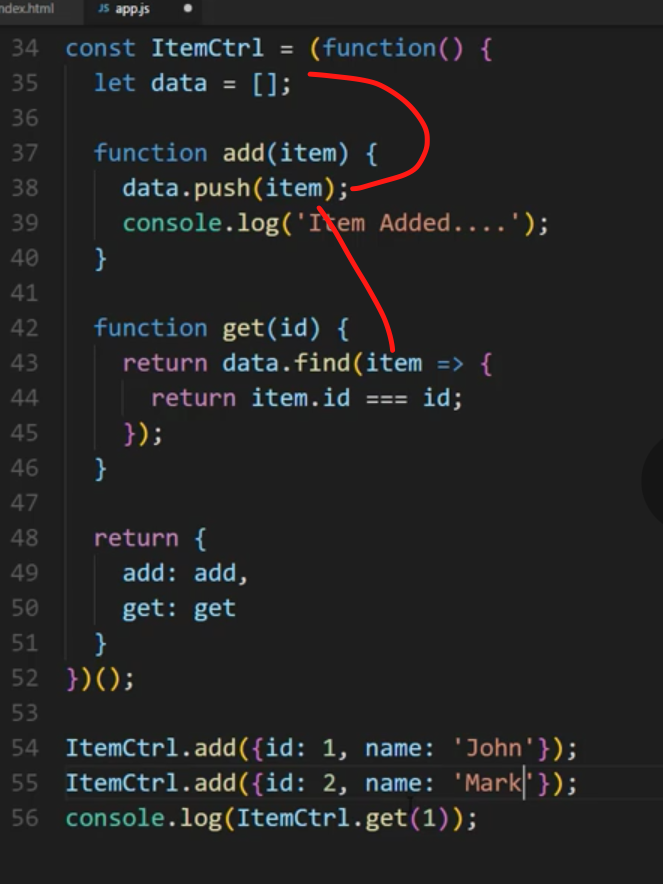 ndex.html JS app.js
34 const ItemCtrl = (function() {
35   let data = [];
36
37   function add(item) {
38     data.push(item);
39     console.log('Item Added....');
40   }
41
42   function get(id) {
43     return data.find(item => {
44       return item.id === id;
45     });
46   }
47
48   return {
49     add: add,
50     get: get
51   }
52 })();
53
54 ItemCtrl.add({id: 1, name: 'John'});
55 ItemCtrl.add({id: 2, name: 'Mark'});
56 console.log(ItemCtrl.get(1));